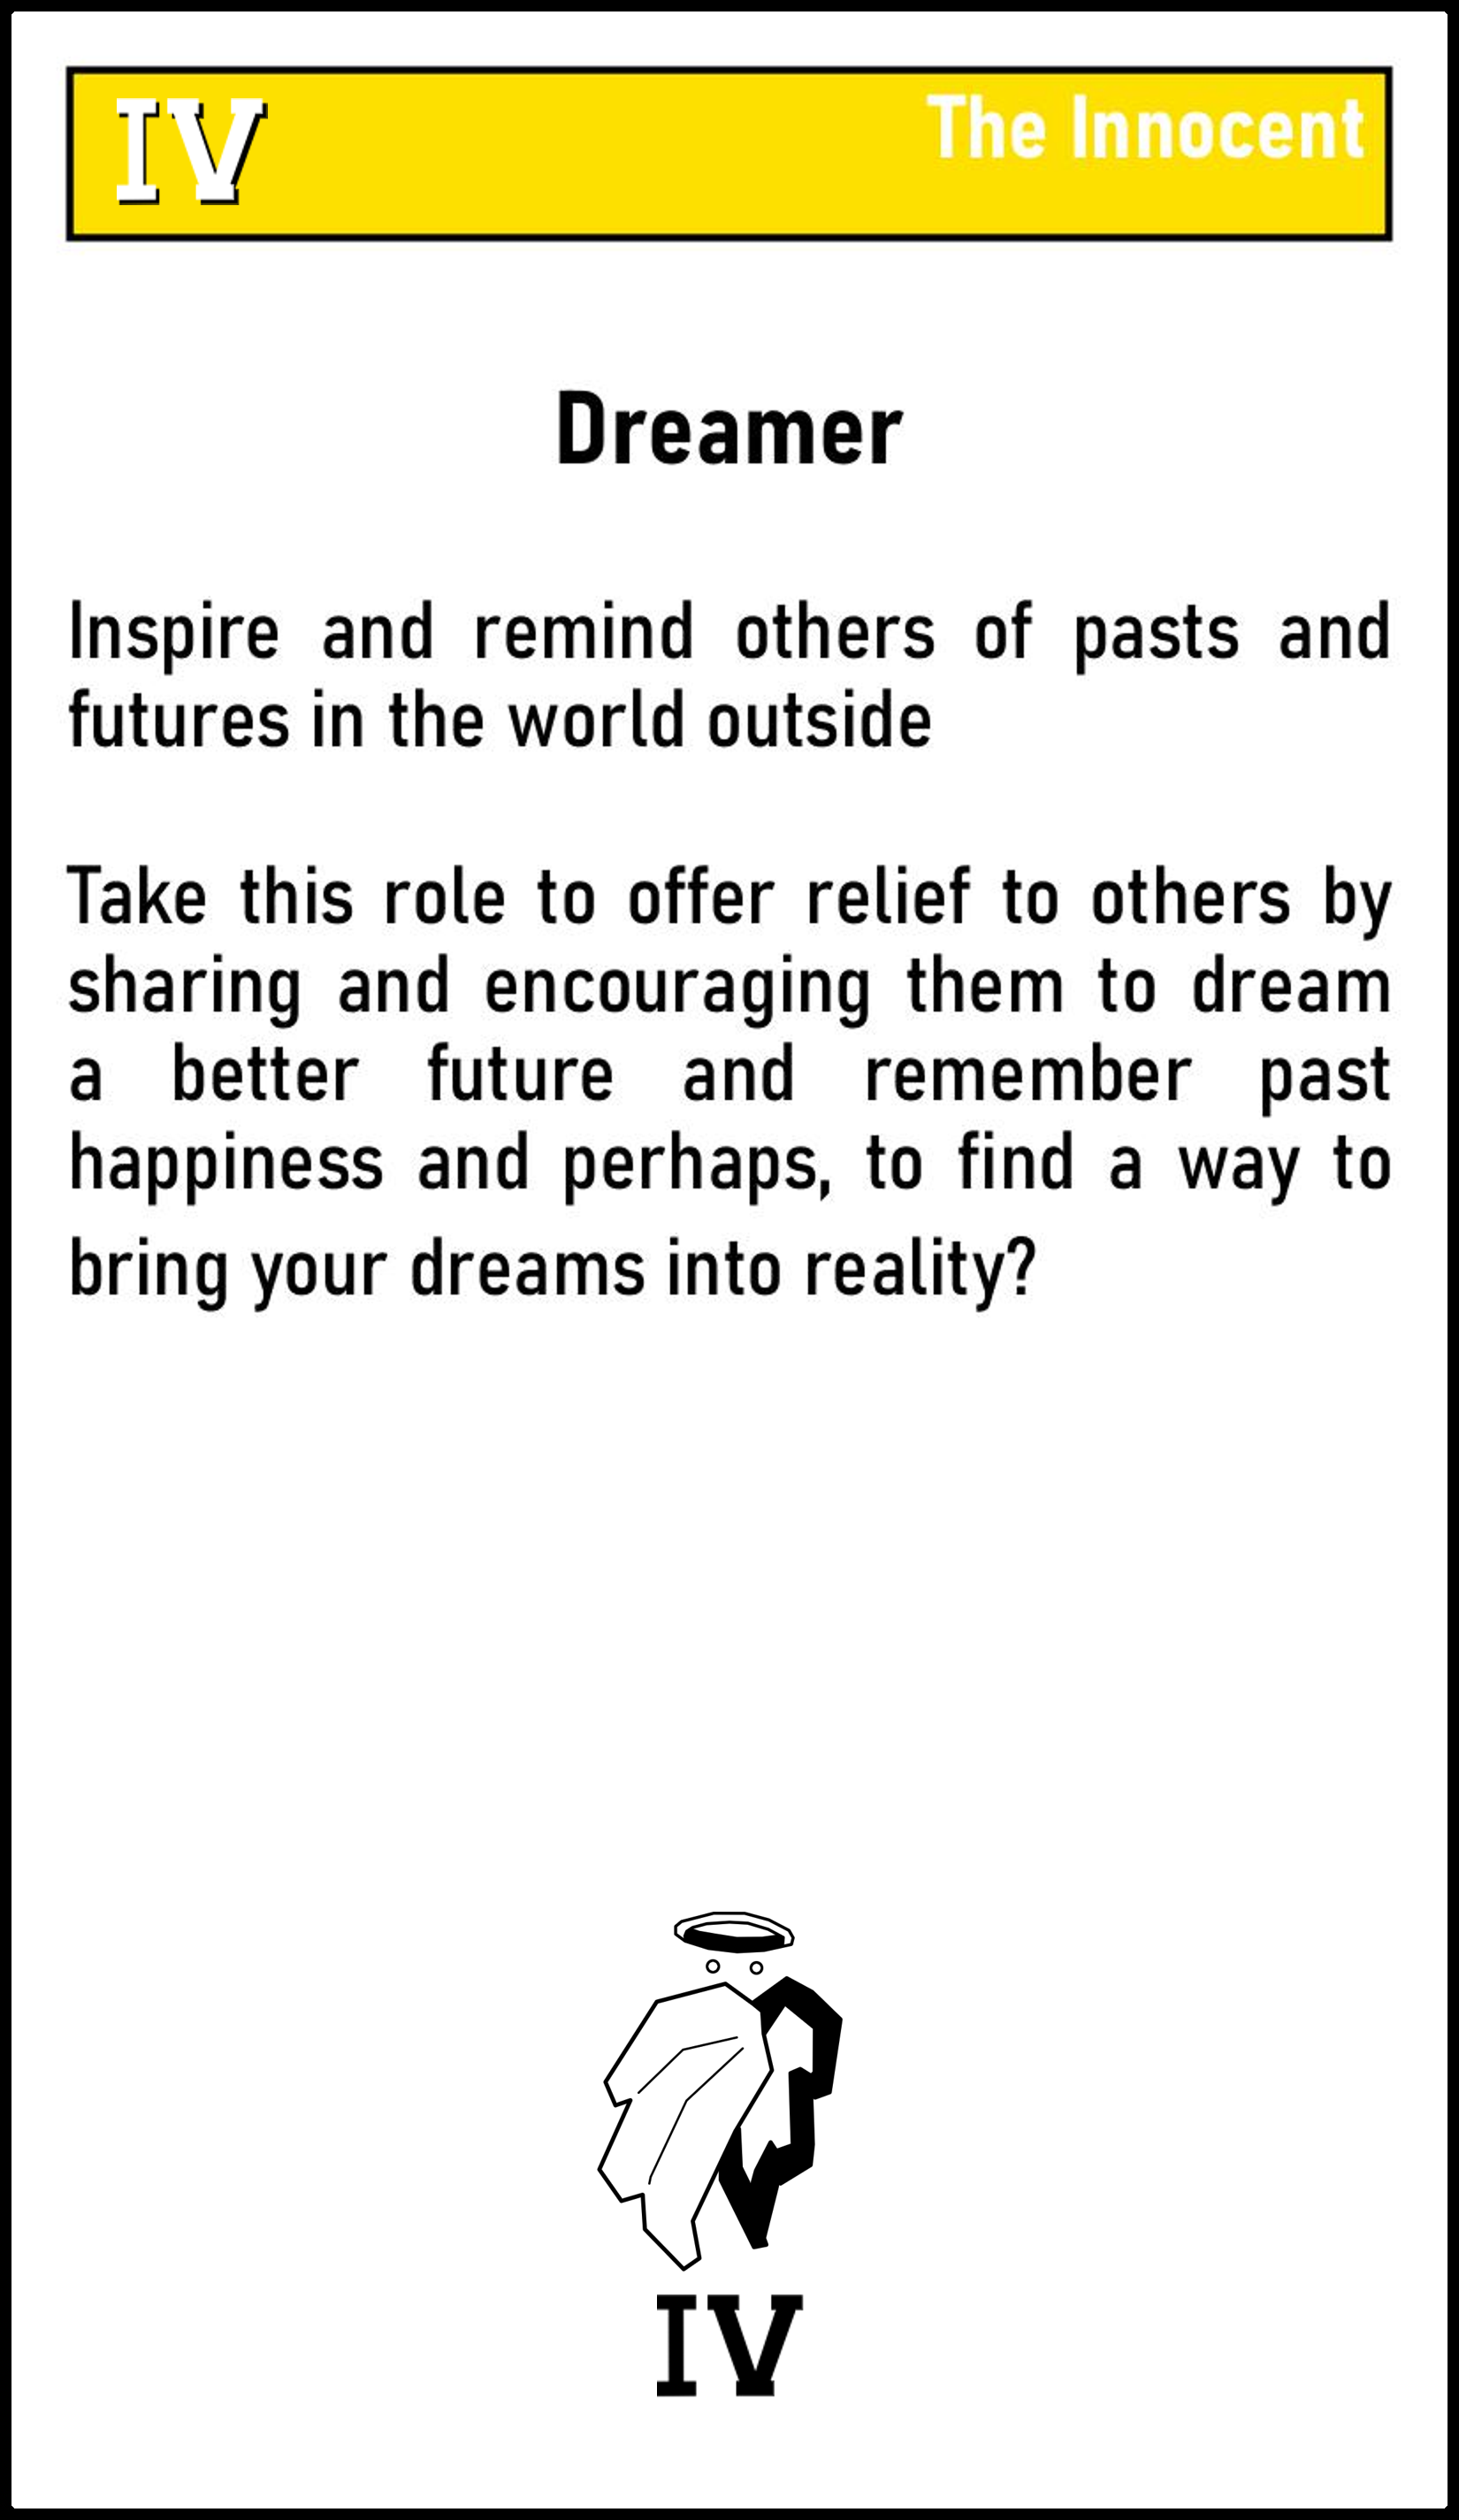 IV
The Innocent
Dreamer
Inspire and remind others of pasts and
futures in the world outside
Take this role to offer relief to others by
sharing and encouraging them to dream
a better future and remember past
happiness and perhaps, to find a way to
bring your dreams into reality?
IV